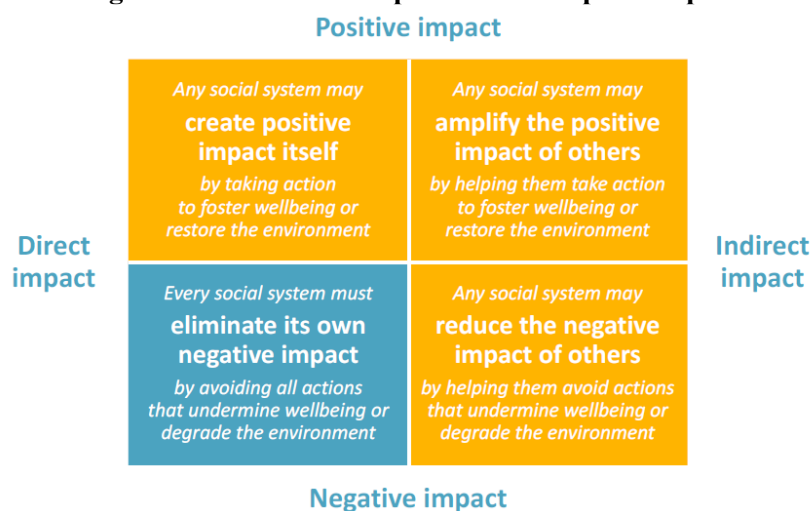 Positive impact
Any social system may
create positive
impact itself
by taking action
to foster wellbeing or
restore the environment
Any social system may
amplify the positive
impact of others
by helping them take action
to foster wellbeing or
restore the environment
Direct
impact
Indirect
impact
Every social system must
eliminate its own
negative impact
by avoiding all actions
that undermine wellbeing or
degrade the environment
Any social system may
reduce the negative
impact of others
by helping them avoid actions
that undermine wellbeing or
degrade the environment
Negative impact